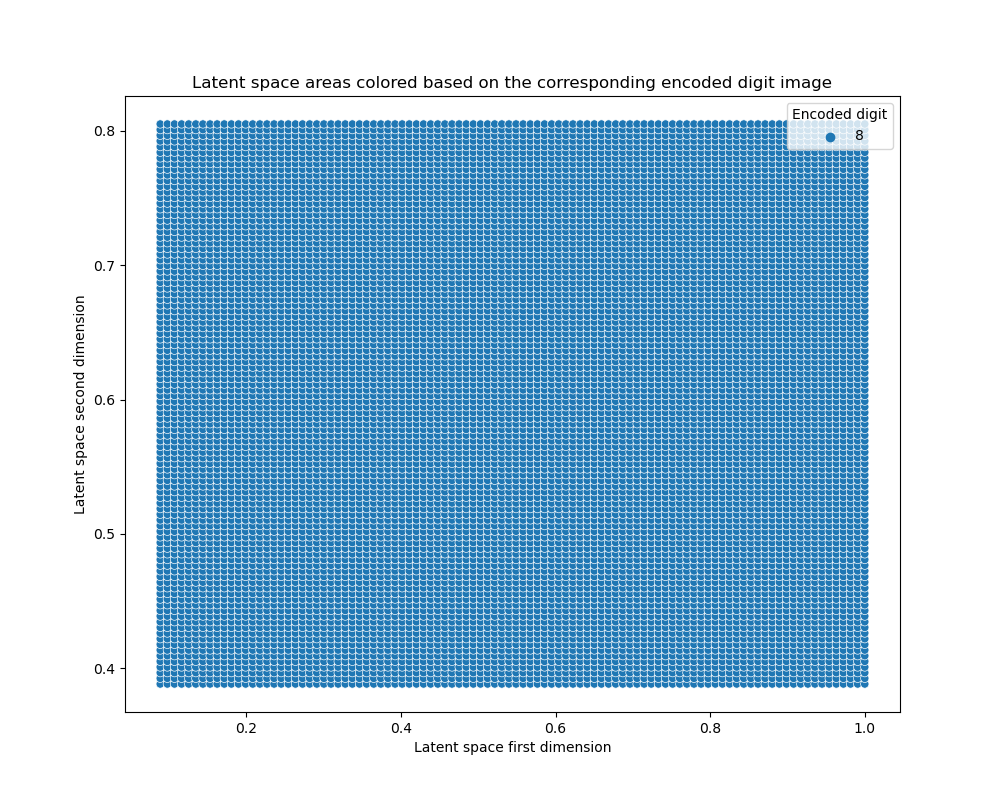 Latent space areas colored based on the corresponding encoded digit image
Encoded digit
8
0.8
0.7
0.6
0.5
0.4
Latent space second dimension
0.2 0.4 0.6 0.8 1.0
Latent space first dimension